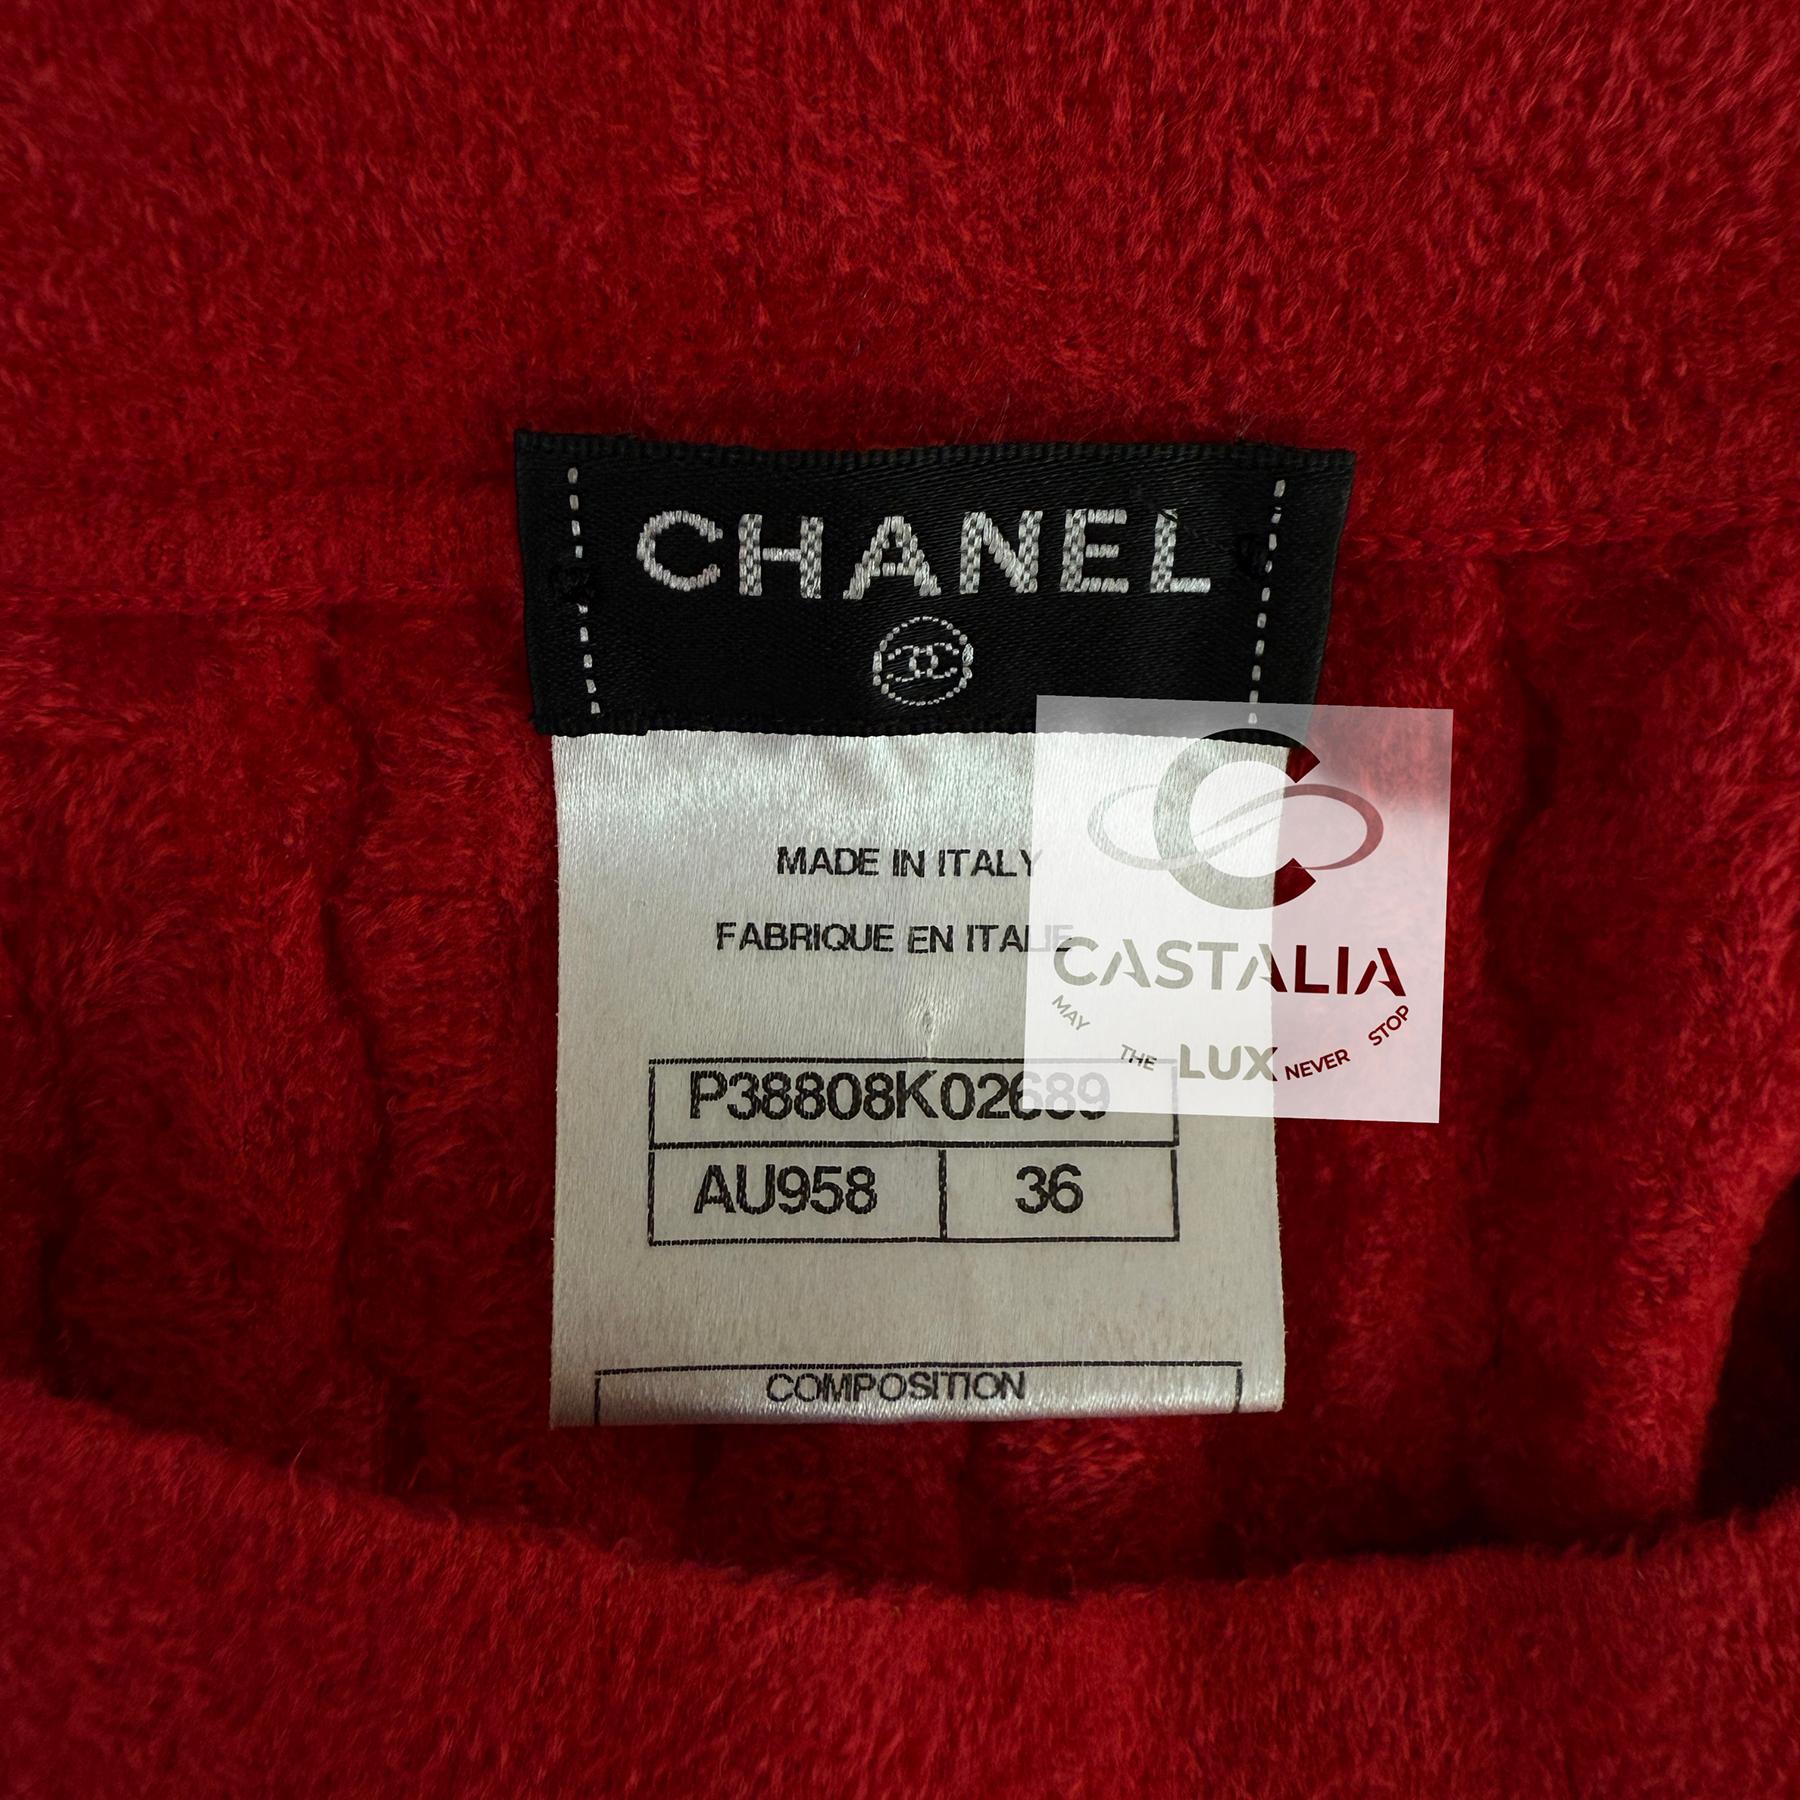 CHANEL
MADE IN ITALY
FABRIQUE EN ITALIE
P38808K02689
AU958 36
COMPOSITION
CASTALIA
MAY THE LUX NEVER STOP